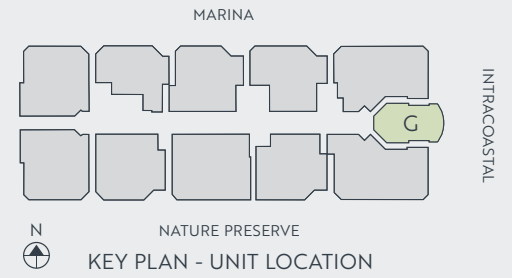 MARINA
INTRACOASTAL
G
NATURE PRESERVE
N
KEY PLAN - UNIT LOCATION